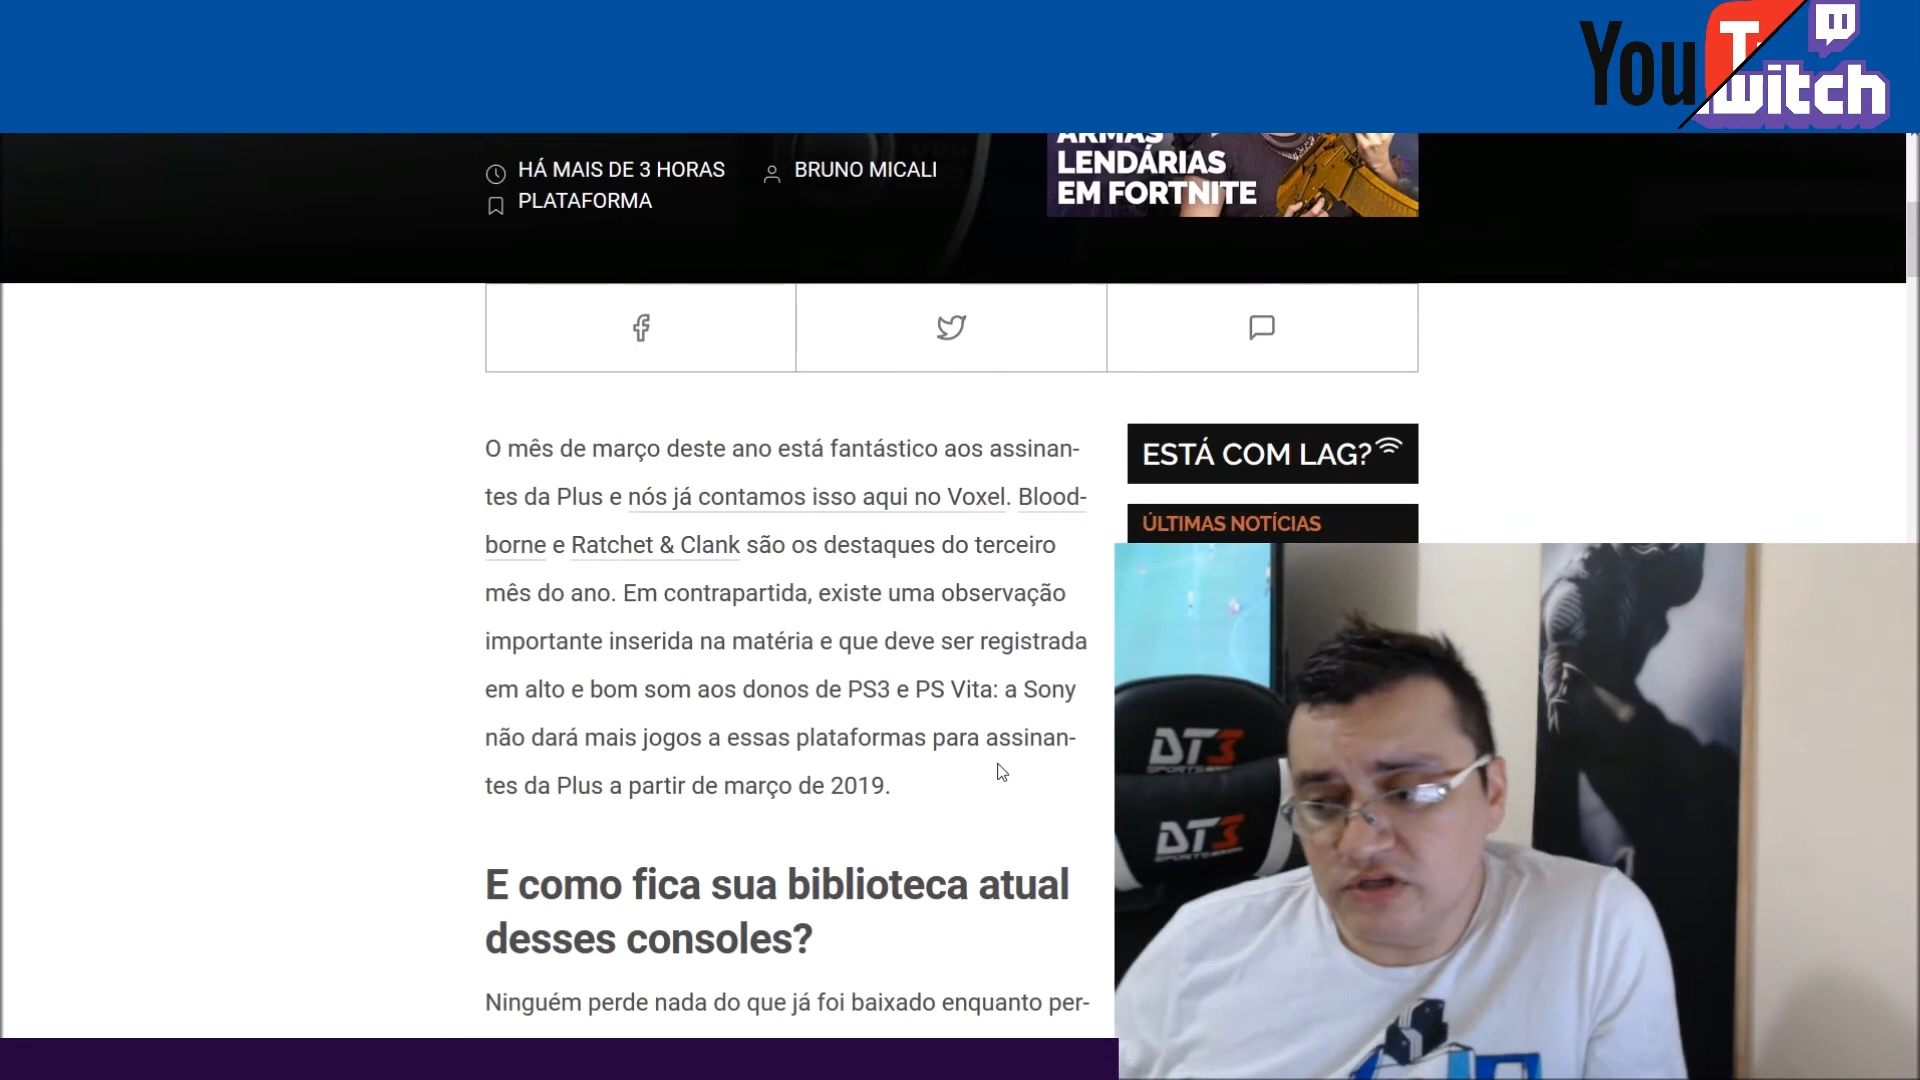 YouT
Twitch
ARMAS
LENDÁRIAS
EM FORTNITE
HÁ MAIS DE 3 HORAS
BRUNO MICALI
PLATAFORMA
O mês de março deste ano está fantástico aos assinan-
tes da Plus e nós já contamos isso aqui no Voxel. Blood-
borne e Ratchet & Clank são os destaques do terceiro
mês do ano. Em contrapartida, existe uma observação
importante inserida na matéria e que deve ser registrada
em alto e bom som aos donos de PS3 e PS Vita: a Sony
não dará mais jogos a essas plataformas para assinan-
tes da Plus a partir de março de 2019.
E como fica sua biblioteca atual
desses consoles?
Ninguém perde nada do que já foi baixado enquanto per-
ESTÁ COM LAG?
ÚLTIMAS NOTÍCIAS
DT3
SPORTS
DT3
SPORTS